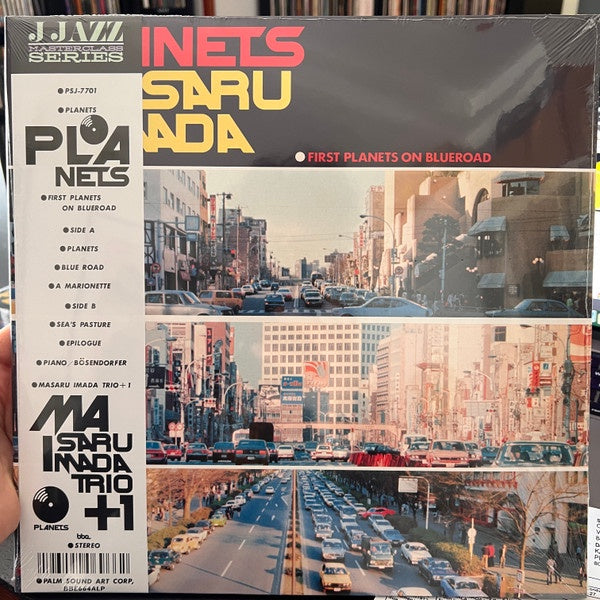 J JAZZ
MASTERCLASS
SERIES
PSJ-7701
PLANETS
PLA
NETS
FIRST PLANETS
ON BLUEROAD
SIDE A
PLANETS
BLUE ROAD
A MARIONETTE
SIDE B
SEA'S PASTURE
EPILOGUE
PIANO / BÖSENDORFER
MASARU IMADA TRIO+1
MA
SARU
IMADA
TRIO
+1
PLANETS
bbe.
STEREO
PALM SOUND ART CORP,
BBE664ALP
NETS
SARU
ADA
FIRST PLANETS ON BLUEROAD